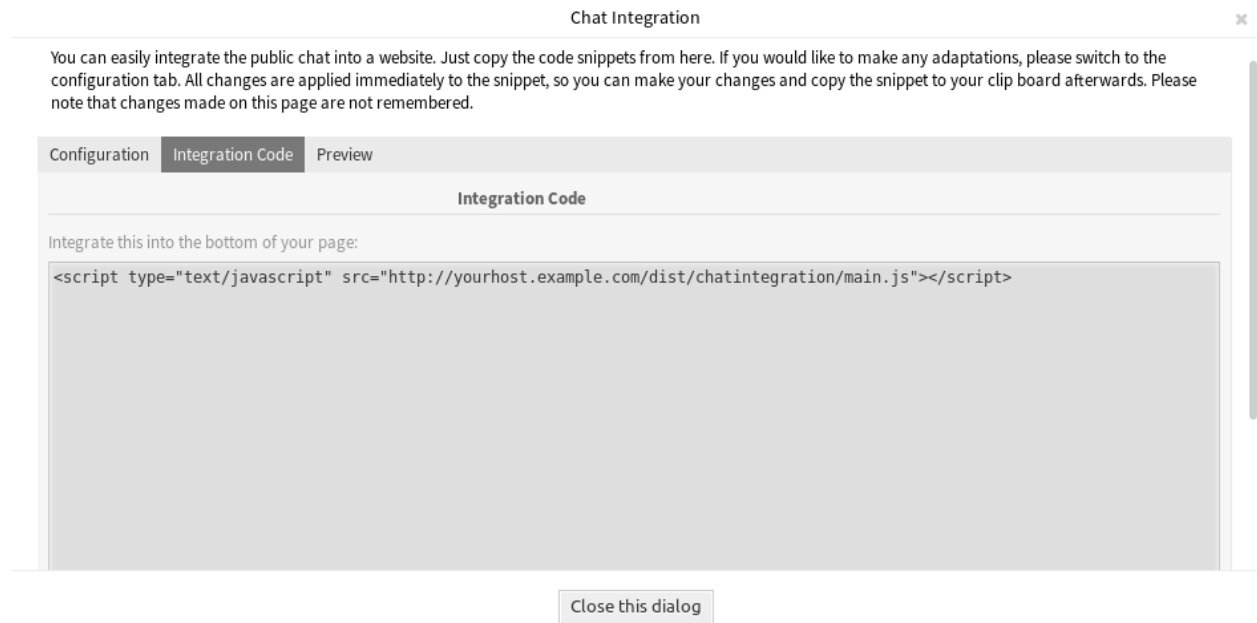 Chat Integration
You can easily integrate the public chat into a website. Just copy the code snippets from here. If you would like to make any adaptations, please switch to the
configuration tab. All changes are applied immediately to the snippet, so you can make your changes and copy the snippet to your clip board afterwards. Please
note that changes made on this page are not remembered.
Configuration Integration Code Preview
Integration Code
Integrate this into the bottom of your page:
<script type="text/javascript" src="http://yourhost.example.com/dist/chatintegration/main.js"></script>
Close this dialog